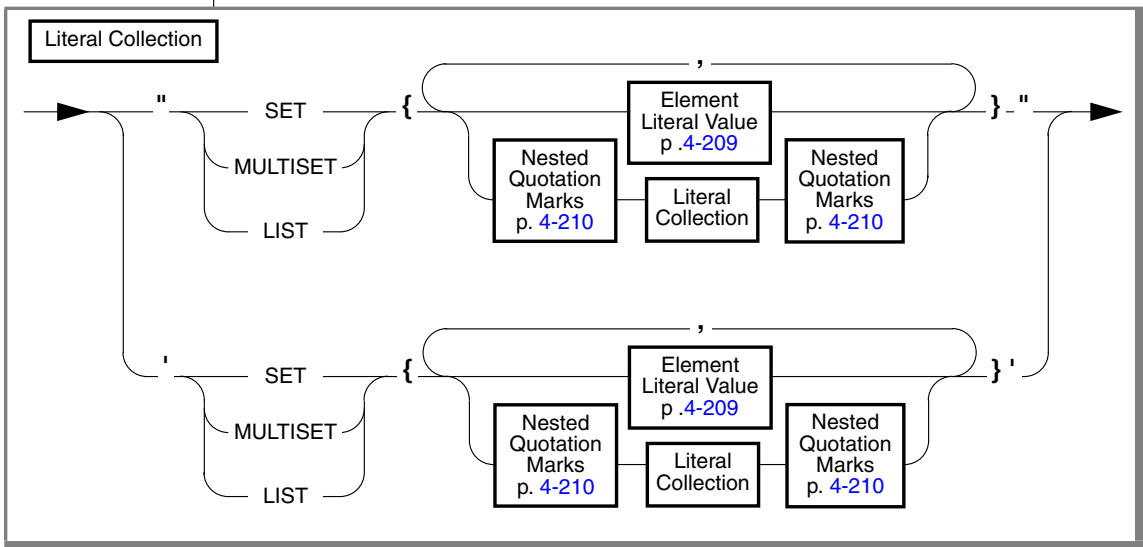 Literal Collection
,
" SET { Element Literal Value p .4-209 } "
MULTISET
Nested Quotation Marks p. 4-210
Literal Collection
Nested Quotation Marks p. 4-210
LIST
,
' SET { Element Literal Value p .4-209 } '
MULTISET
Nested Quotation Marks p. 4-210
Literal Collection
Nested Quotation Marks p. 4-210
LIST